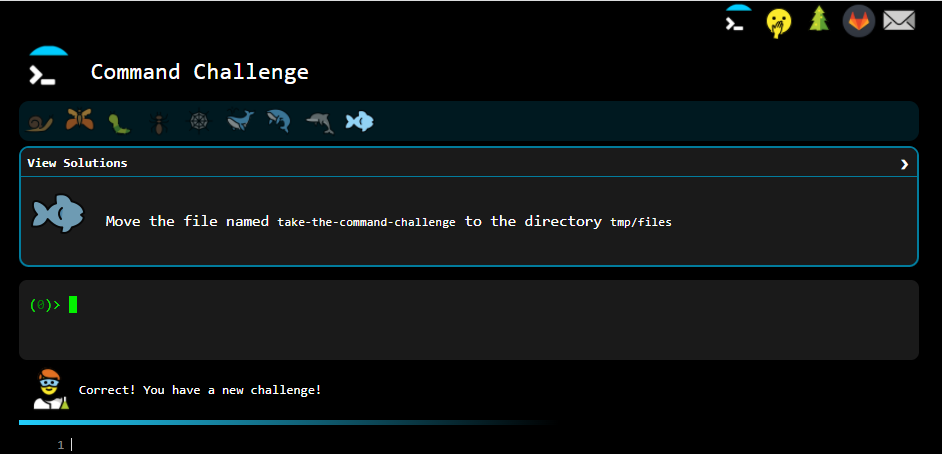 Command Challenge
View Solutions
Move the file named take-the-command-challenge to the directory tmp/files
(0)>
Correct! You have a new challenge!
1